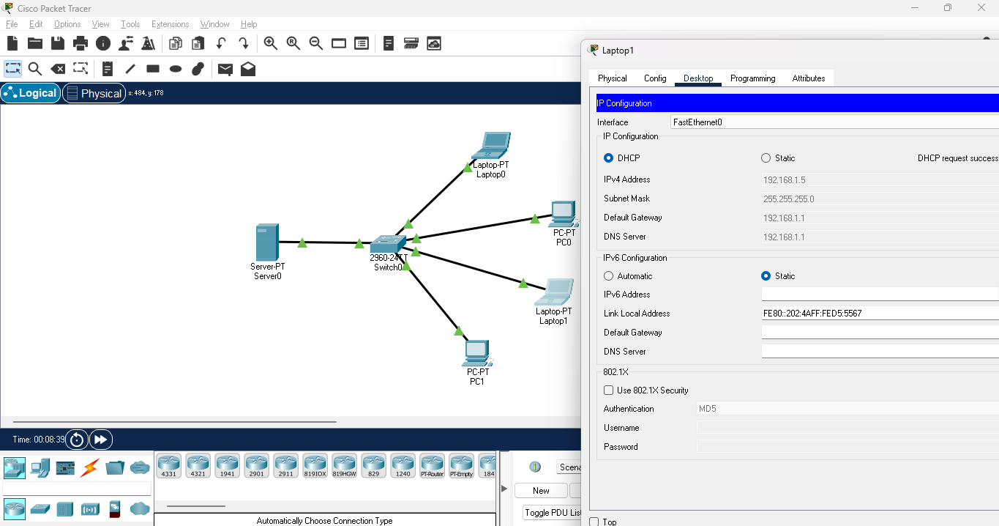 Cisco Packet Tracer
File Edit Options View Tools Extensions Window Help
Logical
Physical
x: 484, y: 178
Laptop-PT
Laptop0
PC-PT
PC0
Server-PT
Server0
2960-24TT
Switch0
Laptop-PT
Laptop1
PC-PT
PC1
Time: 00:08:39
4331 4321 1941 2901 2911 819IOX 819HGW 829 1240 PT-Router PT-Empty 184
Automatically Choose Connection Type
Scena
New
Toggle PDU List
Laptop1
Physical Config Desktop Programming Attributes
IP Configuration
Interface FastEthernet0
IP Configuration
DHCP Static DHCP request success
IPv4 Address 192.168.1.5
Subnet Mask 255.255.255.0
Default Gateway 192.168.1.1
DNS Server 192.168.1.1
IPv6 Configuration
Automatic Static
IPv6 Address
Link Local Address FE80::202:4AFF:FED5:5567
Default Gateway
DNS Server
802.1X
Use 802.1X Security
Authentication MD5
Username
Password
Top